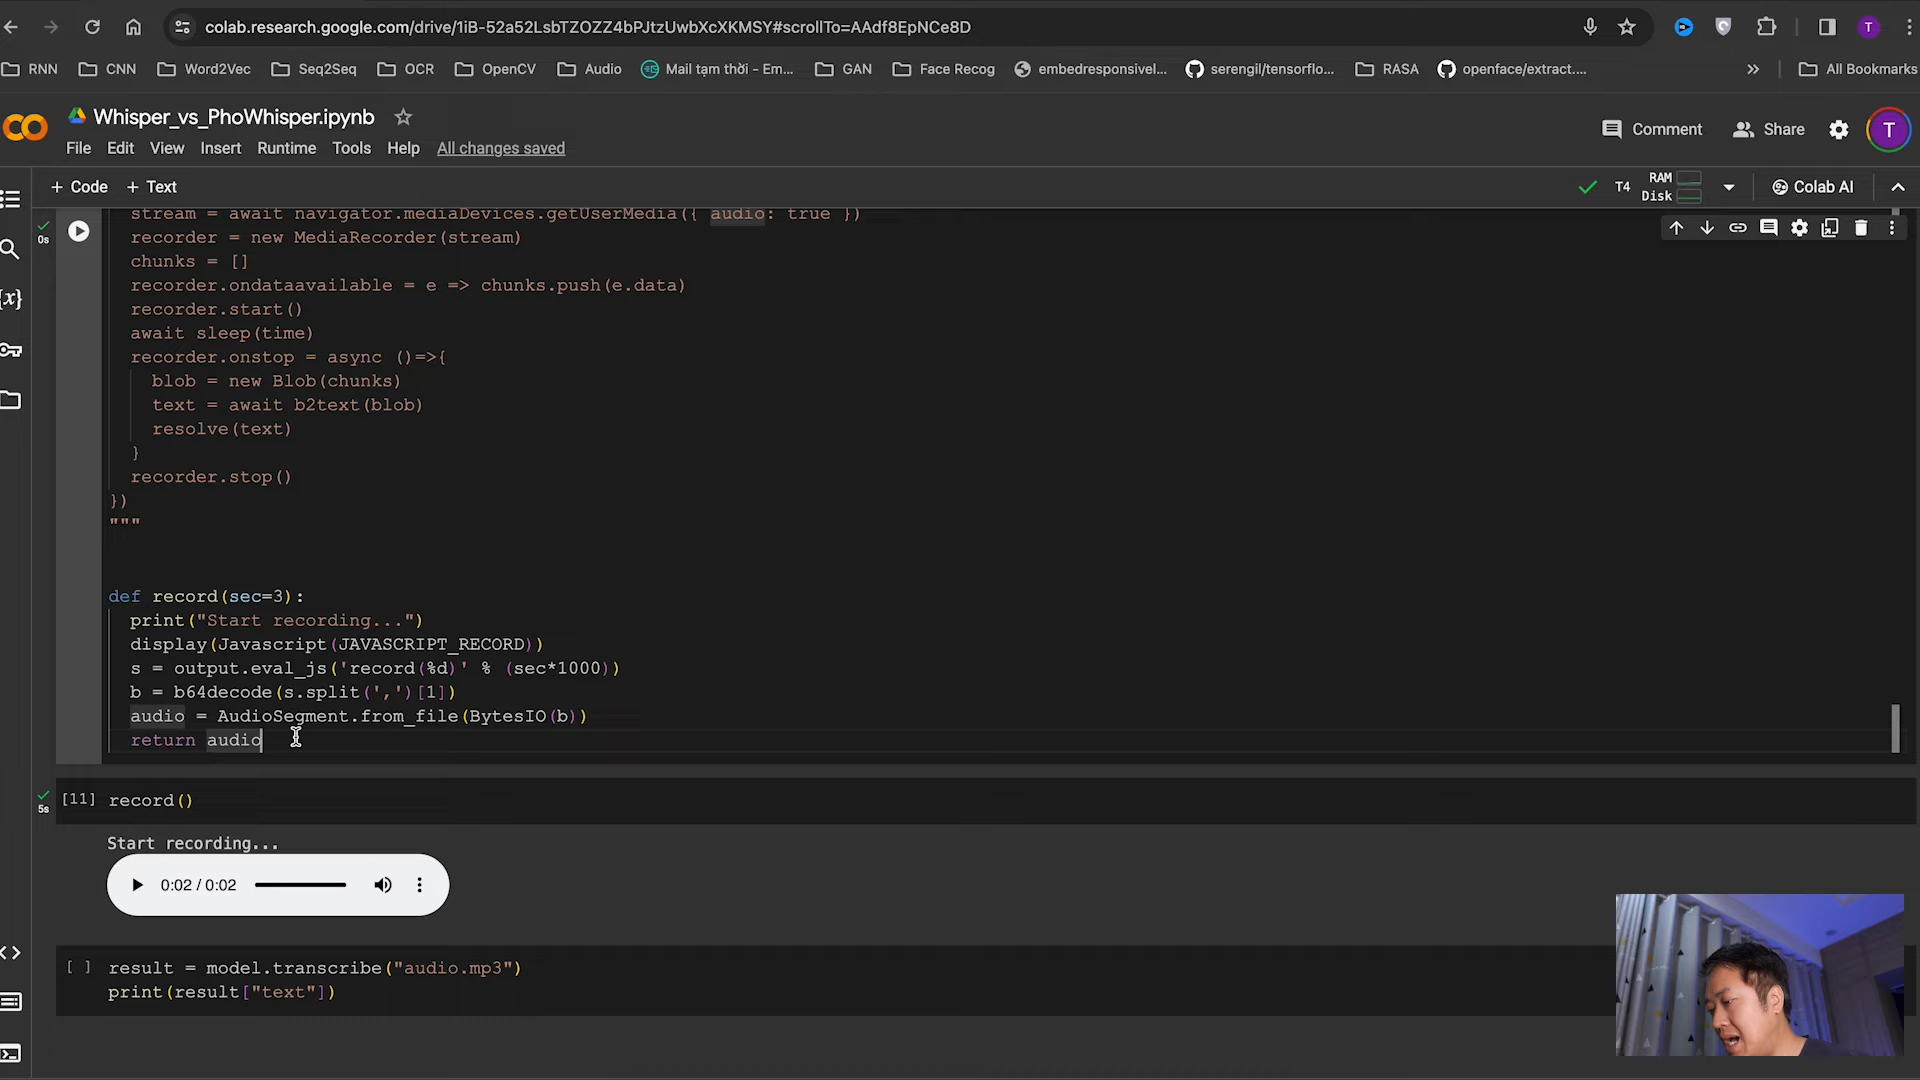 colab.research.google.com/drive/1iB-52a52LsbTZOZZ4bPJtzUwbXcXKMSY#scrollTo=AAdf8EpNCe8D
T
RNN CNN Word2Vec Seq2Seq OCR OpenCV Audio Mail tạm thời - Em... GAN Face Recog embedresponsivel... serengil/tensorflo... RASA openface/extract.... » All Bookmarks
Whisper_vs_PhoWhisper.ipynb
Comment Share T
File Edit View Insert Runtime Tools Help All changes saved
+ Code + Text T4 RAM Disk Colab AI
stream = await navigator.mediaDevices.getUserMedia({ audio: true })
0s
recorder = new MediaRecorder(stream)
chunks = []
recorder.ondataavailable = e => chunks.push(e.data)
{x}
recorder.start()
await sleep(time)
recorder.onstop = async ()=>{
blob = new Blob(chunks)
text = await b2text(blob)
resolve(text)
}
recorder.stop()
})
"""
def record(sec=3):
print("Start recording...")
display(Javascript(JAVASCRIPT_RECORD))
s = output.eval_js('record(%d)' % (sec*1000))
b = b64decode(s.split(',')[1])
audio = AudioSegment.from_file(BytesIO(b))
return audio
5s
[11] record()
Start recording...
0:02 / 0:02
[ ] result = model.transcribe("audio.mp3")
print(result["text"])